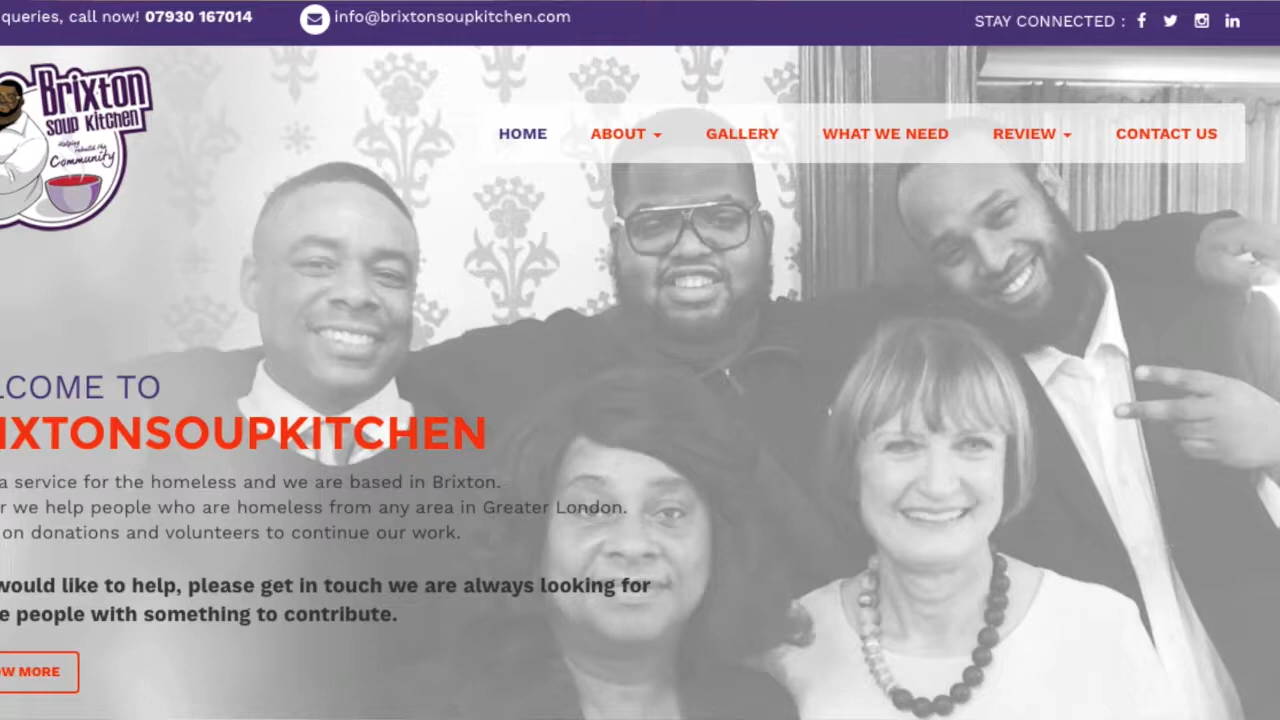 queries, call now! 07930 167014
info@brixtonsoupkitchen.com
STAY CONNECTED :
Brixton
SOUP KITCHEN
Helping
rebuild the
Community
HOME
ABOUT
GALLERY
WHAT WE NEED
REVIEW
CONTACT US
LCOME TO
IXTONSOUPKITCHEN
a service for the homeless and we are based in Brixton.
r we help people who are homeless from any area in Greater London.
on donations and volunteers to continue our work.
would like to help, please get in touch we are always looking for
e people with something to contribute.
OW MORE